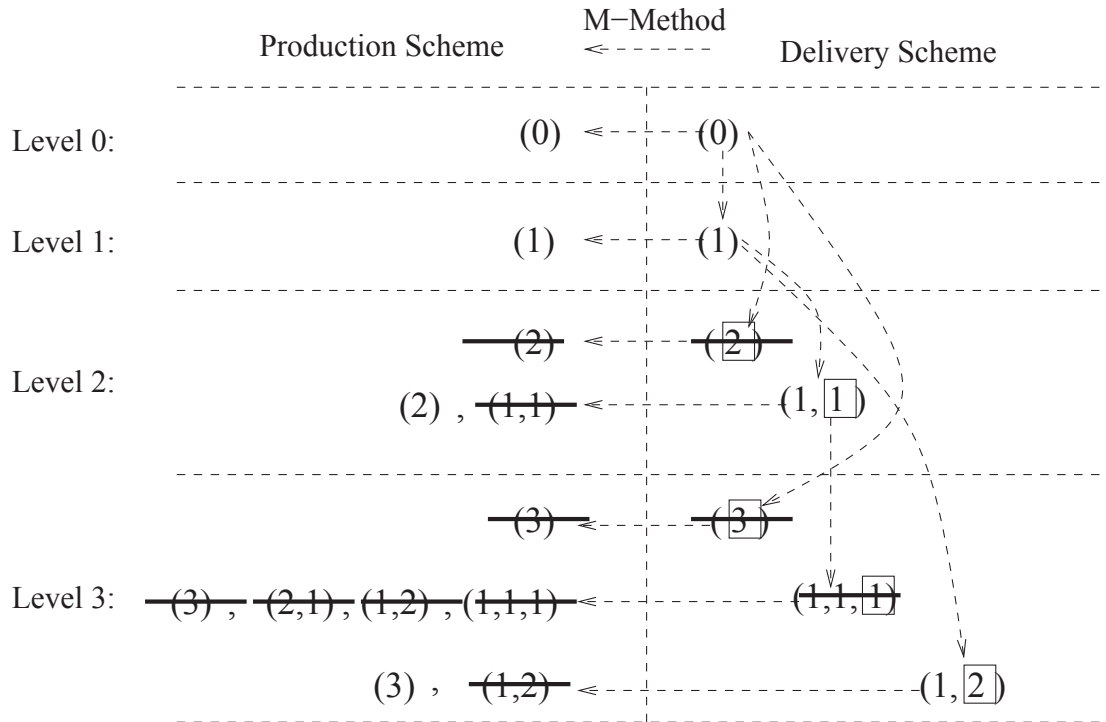 M−Method
Production Scheme Delivery Scheme
Level 0: (0) (0)
Level 1: (1) (1)
(2) (2)
Level 2:
(2) , (1,1) (1, 1)
(3) (3)
Level 3: (3) , (2,1) , (1,2) , (1,1,1) (1,1, 1)
(3) , (1,2) (1, 2)